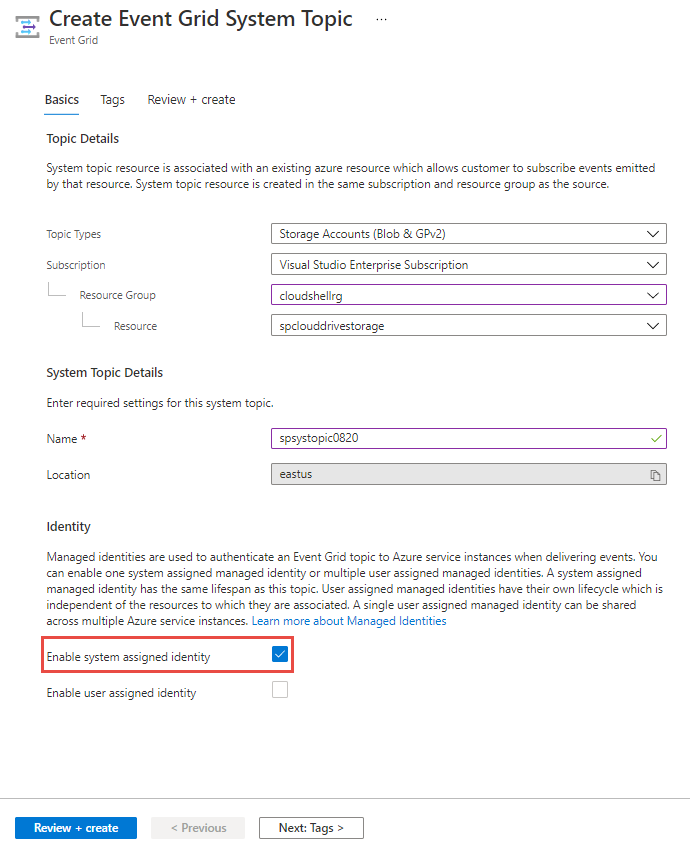 Create Event Grid System Topic ...
Event Grid
Basics Tags Review + create
Topic Details
System topic resource is associated with an existing azure resource which allows customer to subscribe events emitted
by that resource. System topic resource is created in the same subscription and resource group as the source.
Topic Types Storage Accounts (Blob & GPv2)
Subscription Visual Studio Enterprise Subscription
Resource Group cloudshellrg
Resource spclouddrivestorage
System Topic Details
Enter required settings for this system topic.
Name * spsystopic0820
Location eastus
Identity
Managed identities are used to authenticate an Event Grid topic to Azure service instances when delivering events. You
can enable one system assigned managed identity or multiple user assigned managed identities. A system assigned
managed identity has the same lifespan as this topic. User assigned managed identities have their own lifecycle which is
independent of the resources to which they are associated. A single user assigned managed identity can be shared
across multiple Azure service instances. Learn more about Managed Identities
Enable system assigned identity
Enable user assigned identity
Review + create < Previous Next: Tags >